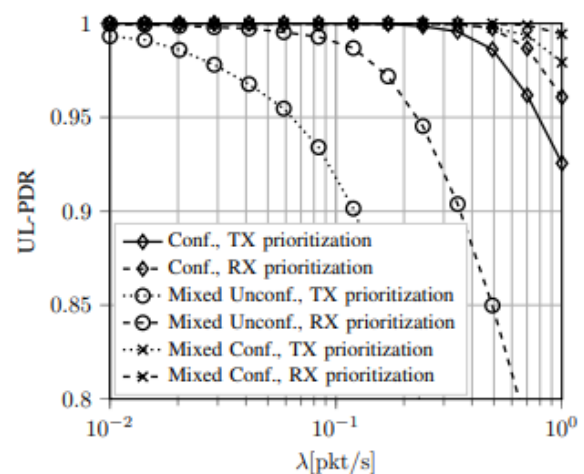 1
0.95
0.9
0.85
0.8
UL-PDR
Conf., TX prioritization
Conf., RX prioritization
Mixed Unconf., TX prioritization
Mixed Unconf., RX prioritization
Mixed Conf., TX prioritization
Mixed Conf., RX prioritization
10⁻² 10⁻¹ 10⁰
λ[pkt/s]